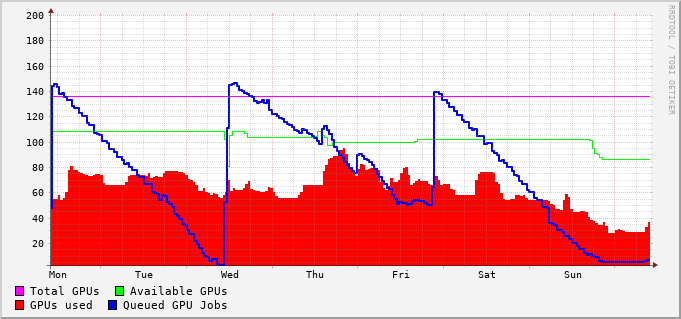 200
180
160
140
120
100
80
60
40
20
Mon Tue Wed Thu Fri Sat Sun
Total GPUs Available GPUs
GPUs used Queued GPU Jobs
RRDTOOL / TOBI OETIKER